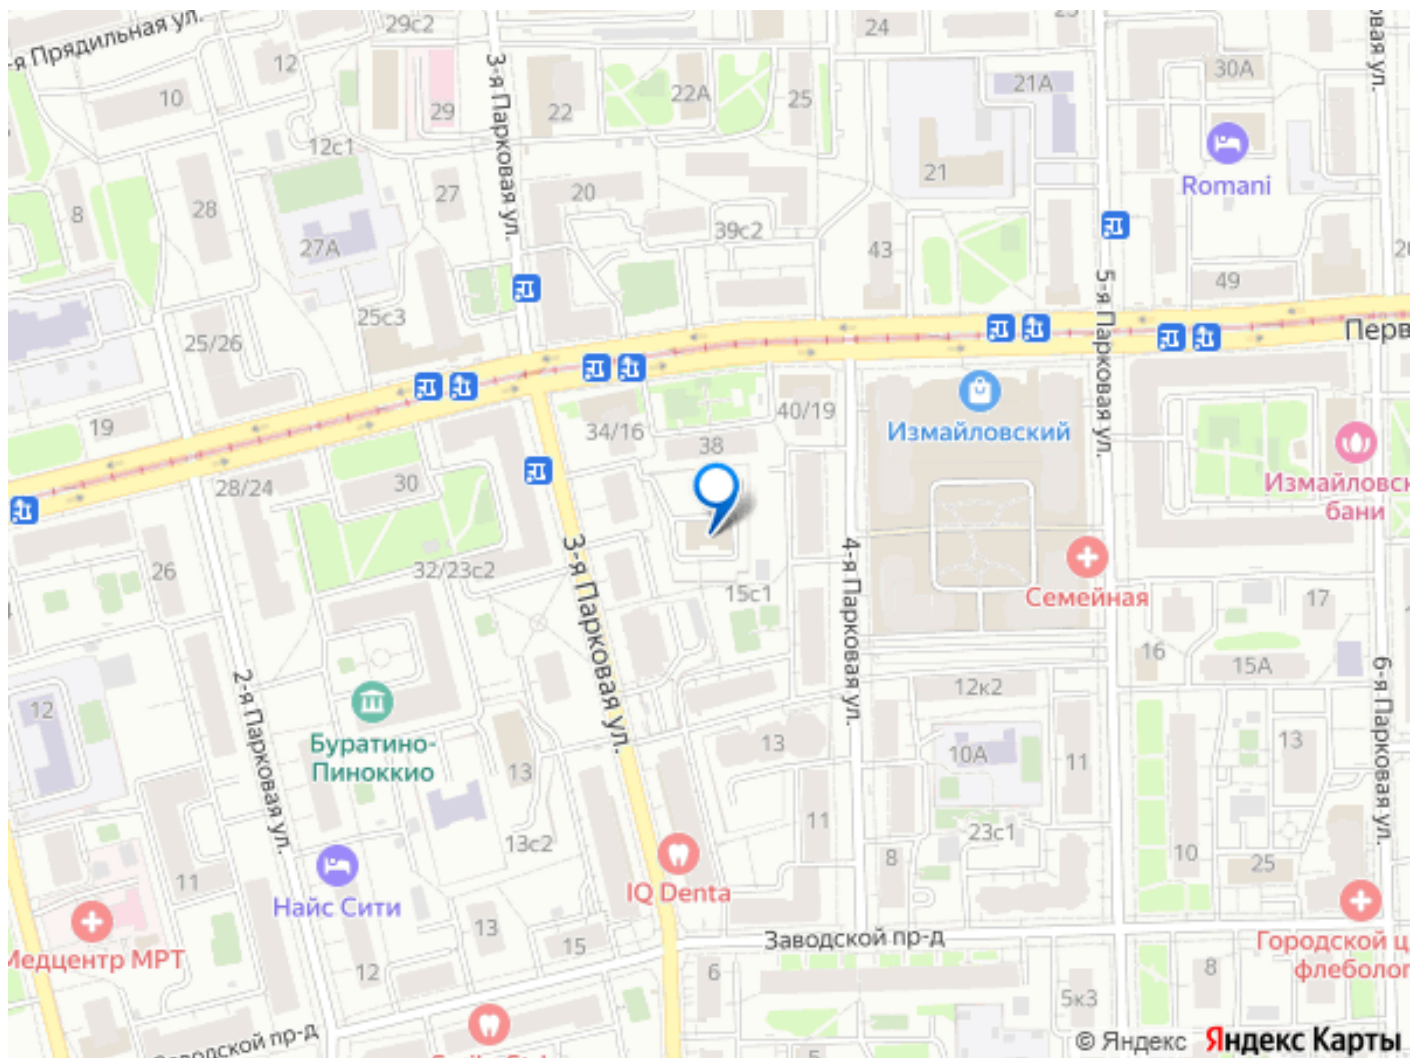 -я Прядильная ул.
29с2
24
12
10
29
22
22А
25
21А
30А
12с1
3-я Парковая ул.
Romani
8
28
27
20
21
27А
39с2
43
49
25/26
25с3
5-я Парковая ул.
Перв
19
34/16
40/19
38
Измайловский
28/24
30
Измайловск
бани
26
32/23с2
3-я Парковая ул.
15с1
4-я Парковая ул.
Семейная
17
16
15А
12
2-я Парковая ул.
12к2
6-я Парковая ул.
Буратино-
Пиноккио
13
13
10А
11
13
11
13с2
23с1
8
10
25
11
Найс Сити
IQ Denta
13
15
Медцентр МРТ
12
Заводской пр-д
Городской ц
флеболог
6
8
5к3
Заводской пр-д
5
© Яндекс Яндекс Карты